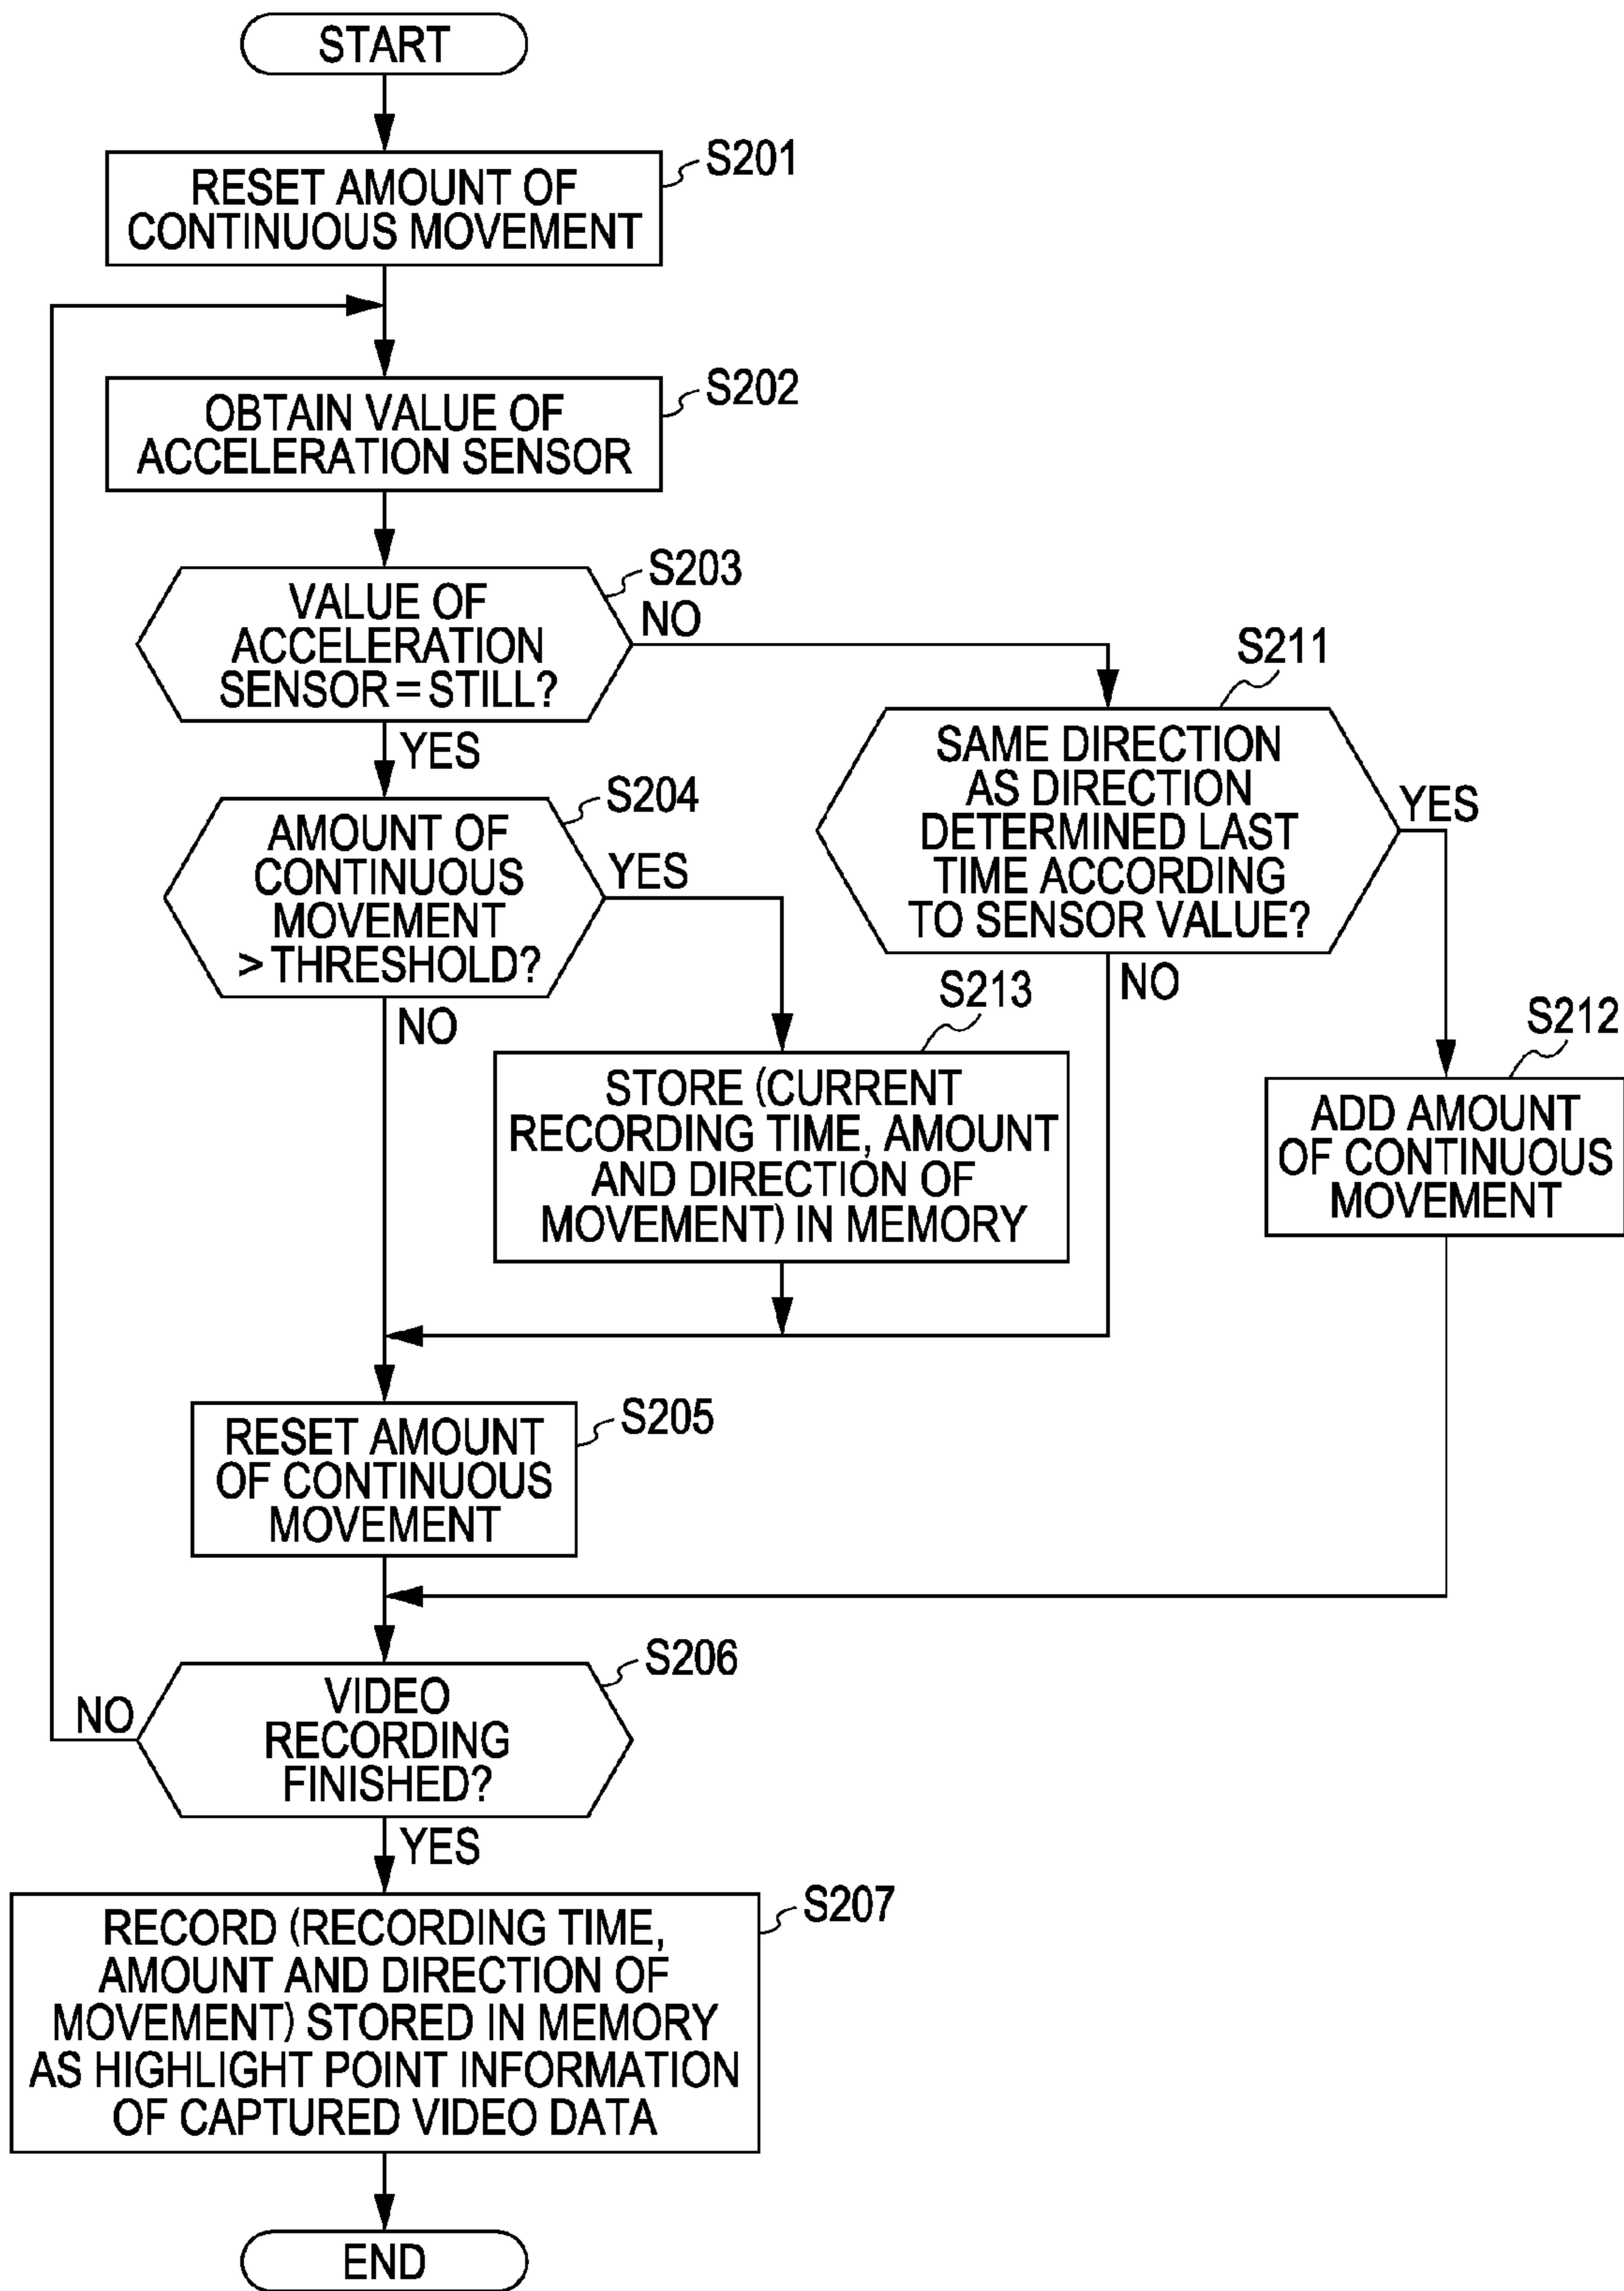 START
S201
RESET AMOUNT OF
CONTINUOUS MOVEMENT
S202
OBTAIN VALUE OF
ACCELERATION SENSOR
S203
VALUE OF
ACCELERATION
SENSOR = STILL?
NO
YES
S211
SAME DIRECTION
AS DIRECTION
DETERMINED LAST
TIME ACCORDING
TO SENSOR VALUE?
YES
NO
S204
AMOUNT OF
CONTINUOUS
MOVEMENT
> THRESHOLD?
YES
NO
S213
STORE (CURRENT
RECORDING TIME, AMOUNT
AND DIRECTION OF
MOVEMENT) IN MEMORY
S212
ADD AMOUNT
OF CONTINUOUS
MOVEMENT
S205
RESET AMOUNT
OF CONTINUOUS
MOVEMENT
S206
VIDEO
RECORDING
FINISHED?
NO
YES
S207
RECORD (RECORDING TIME,
AMOUNT AND DIRECTION OF
MOVEMENT) STORED IN MEMORY
AS HIGHLIGHT POINT INFORMATION
OF CAPTURED VIDEO DATA
END